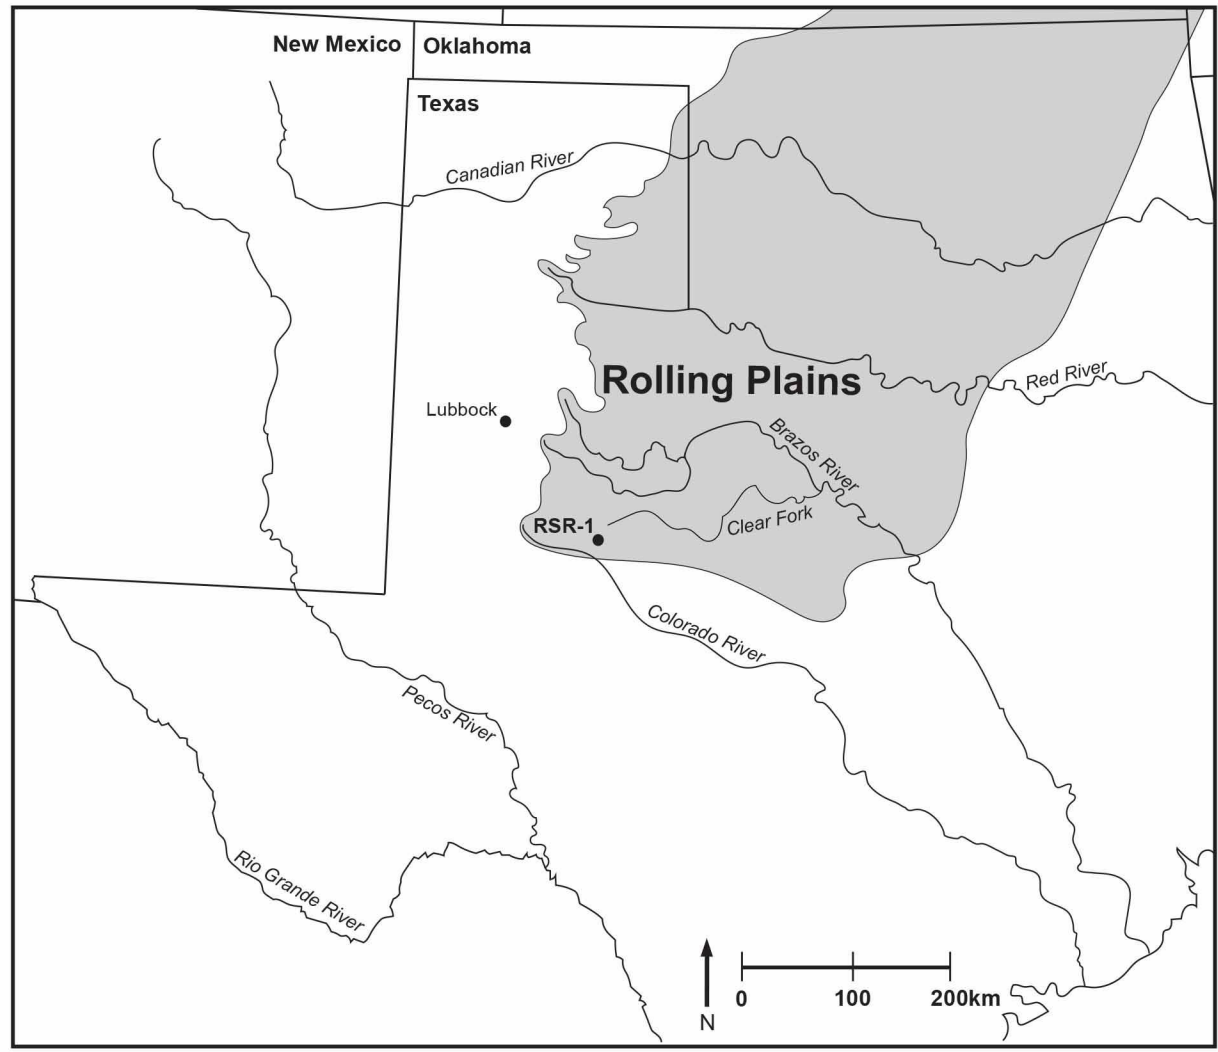 New Mexico
Oklahoma
Texas
Canadian River
Rolling Plains
Red River
Lubbock
Brazos River
RSR-1
Clear Fork
Colorado River
Pecos River
Rio Grande River
0
100
200km
N